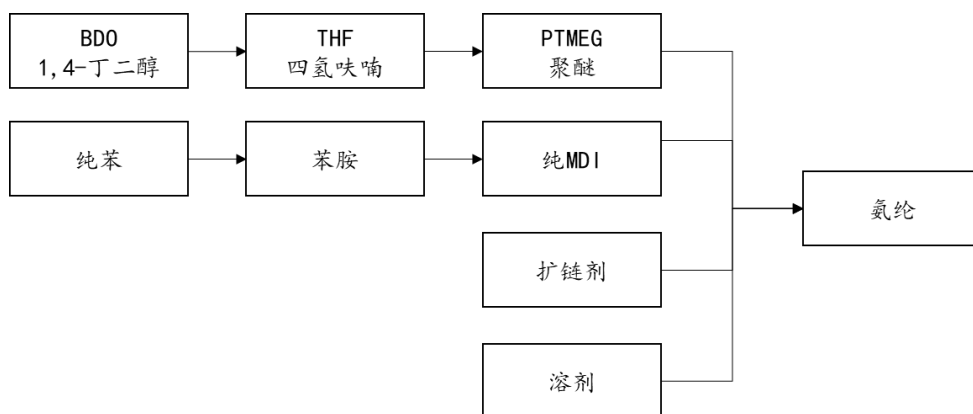 BDO
1,4-丁二醇
THF
四氢呋喃
PTMEG
聚醚
纯苯
苯胺
纯MDI
氨纶
扩链剂
溶剂